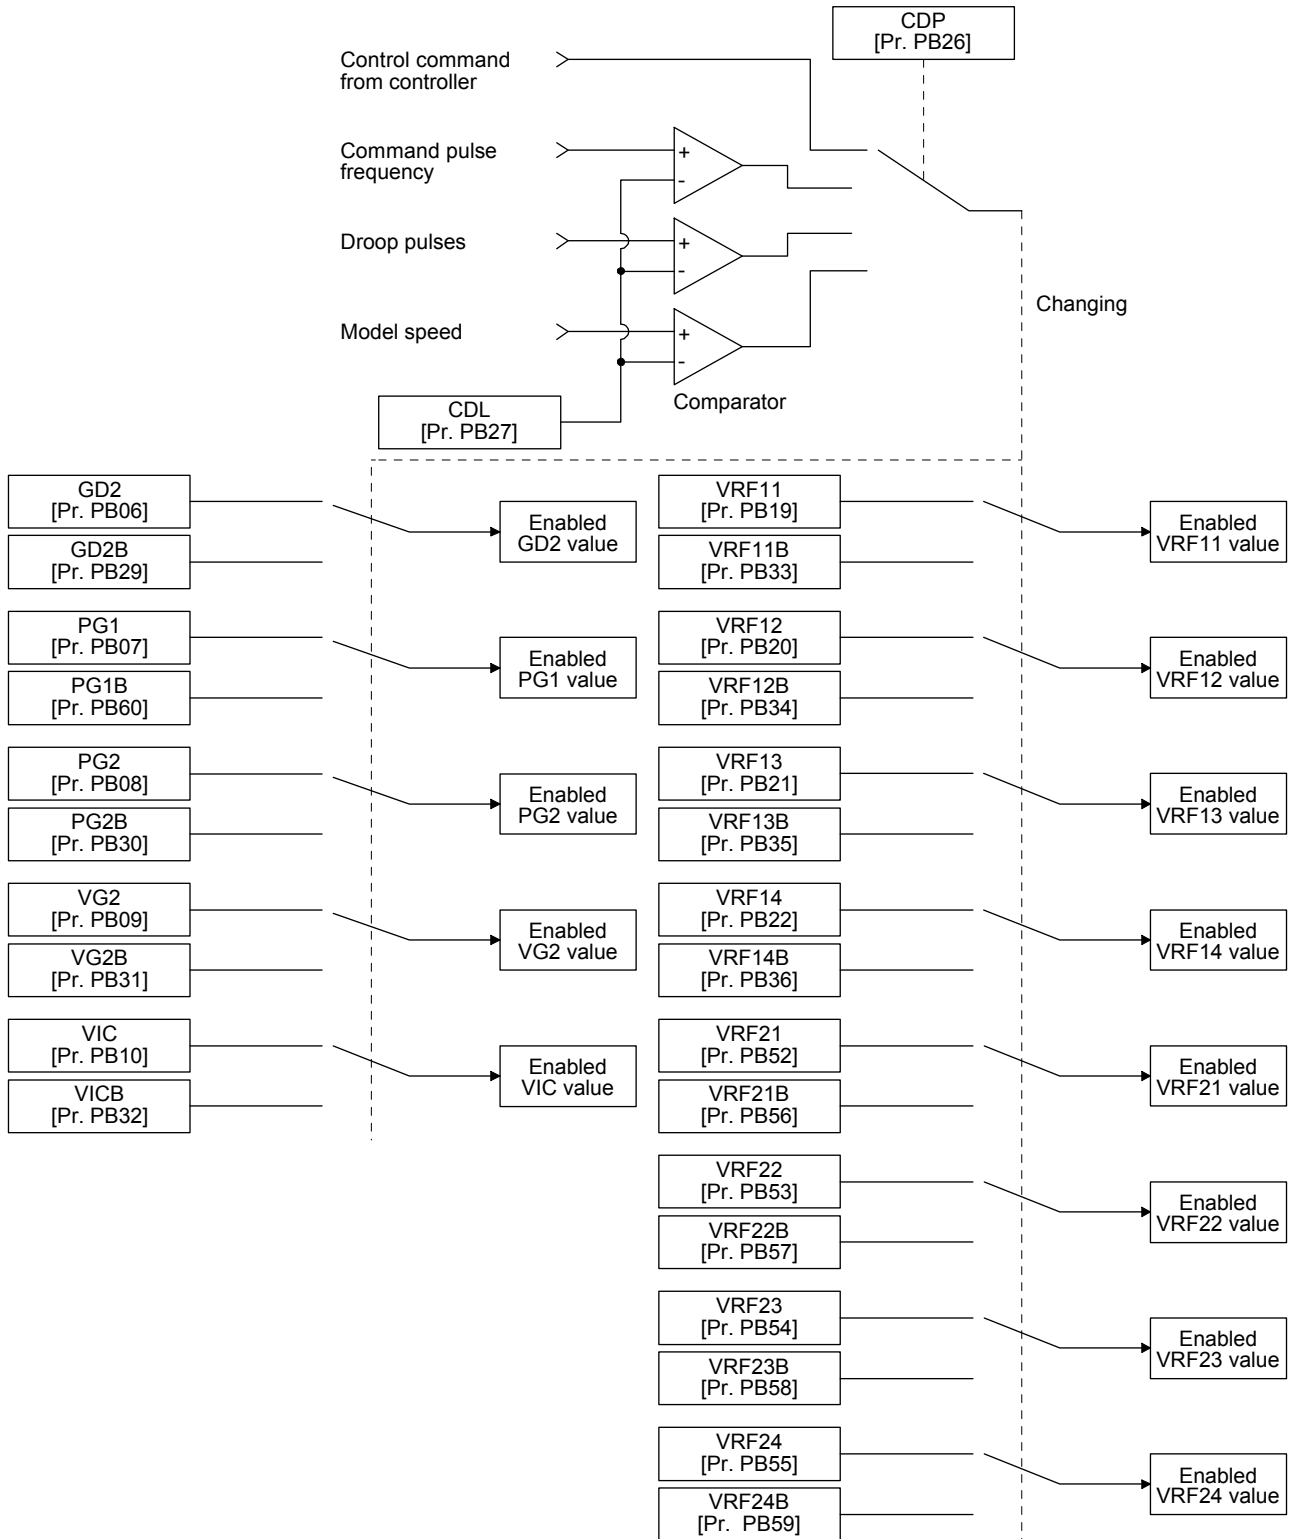 CDP
[Pr. PB26]
Control command
from controller
Command pulse
frequency
+
-
Droop pulses
+
-
Changing
Model speed
+
-
Comparator
CDL
[Pr. PB27]
GD2
[Pr. PB06]
GD2B
[Pr. PB29]
Enabled
GD2 value
PG1
[Pr. PB07]
PG1B
[Pr. PB60]
Enabled
PG1 value
PG2
[Pr. PB08]
PG2B
[Pr. PB30]
Enabled
PG2 value
VG2
[Pr. PB09]
VG2B
[Pr. PB31]
Enabled
VG2 value
VIC
[Pr. PB10]
VICB
[Pr. PB32]
Enabled
VIC value
VRF11
[Pr. PB19]
VRF11B
[Pr. PB33]
Enabled
VRF11 value
VRF12
[Pr. PB20]
VRF12B
[Pr. PB34]
Enabled
VRF12 value
VRF13
[Pr. PB21]
VRF13B
[Pr. PB35]
Enabled
VRF13 value
VRF14
[Pr. PB22]
VRF14B
[Pr. PB36]
Enabled
VRF14 value
VRF21
[Pr. PB52]
VRF21B
[Pr. PB56]
Enabled
VRF21 value
VRF22
[Pr. PB53]
VRF22B
[Pr. PB57]
Enabled
VRF22 value
VRF23
[Pr. PB54]
VRF23B
[Pr. PB58]
Enabled
VRF23 value
VRF24
[Pr. PB55]
VRF24B
[Pr. PB59]
Enabled
VRF24 value